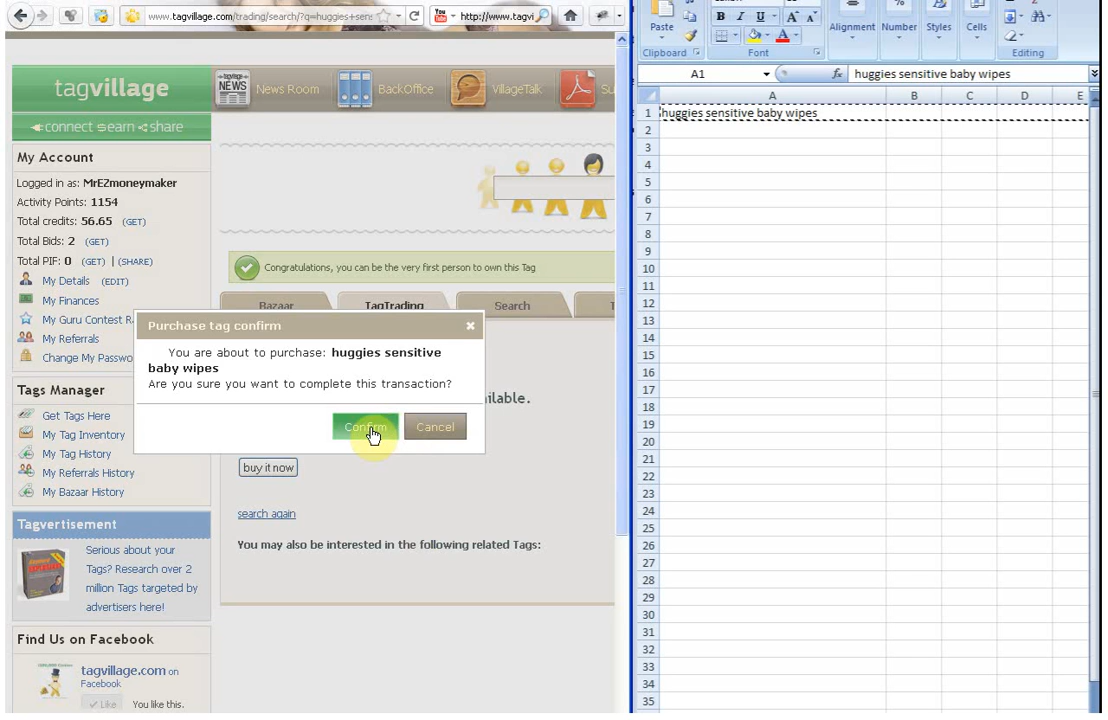 www.tagvillage.com/trading/search/?q=huggies+sens
http://www.tagvi
tagvillage
connect earn share
NEWS
News Room
BackOffice
VillageTalk
Su
My Account
Logged in as: MrE2moneymaker
Activity Points: 1154
Total credits: 56.65 (GET)
Total Bids: 2 (GET)
Total PIF: 0 (GET) | (SHARE)
My Details (EDIT)
My Finances
My Guru Contest R
My Referrals
Change My Passwo
Tags Manager
Get Tags Here
My Tag Inventory
My Tag History
My Referrals History
My Bazaar History
Tagvertisement
Serious about your
Tags? Research over 2
million Tags targeted by
advertisers here!
Find Us on Facebook
tagvillage.com on
Facebook
Like You like this.
Congratulations, you can be the very first person to own this Tag
Bazaar
TagTrading
Search
T
Purchase tag confirm
You are about to purchase: huggies sensitive
baby wipes
Are you sure you want to complete this transaction?
Confirm
Cancel
ilable.
buy it now
search again
You may also be interested in the following related Tags:
Paste
B I U A A
A
Alignment
Number
Styles
Cells
Clipboard
Font
Editing
A1
fx huggies sensitive baby wipes
A B C D E
1 huggies sensitive baby wipes
2
3
4
5
6
7
8
9
10
11
12
13
14
15
16
17
18
19
20
21
22
23
24
25
26
27
28
29
30
31
32
33
34
35